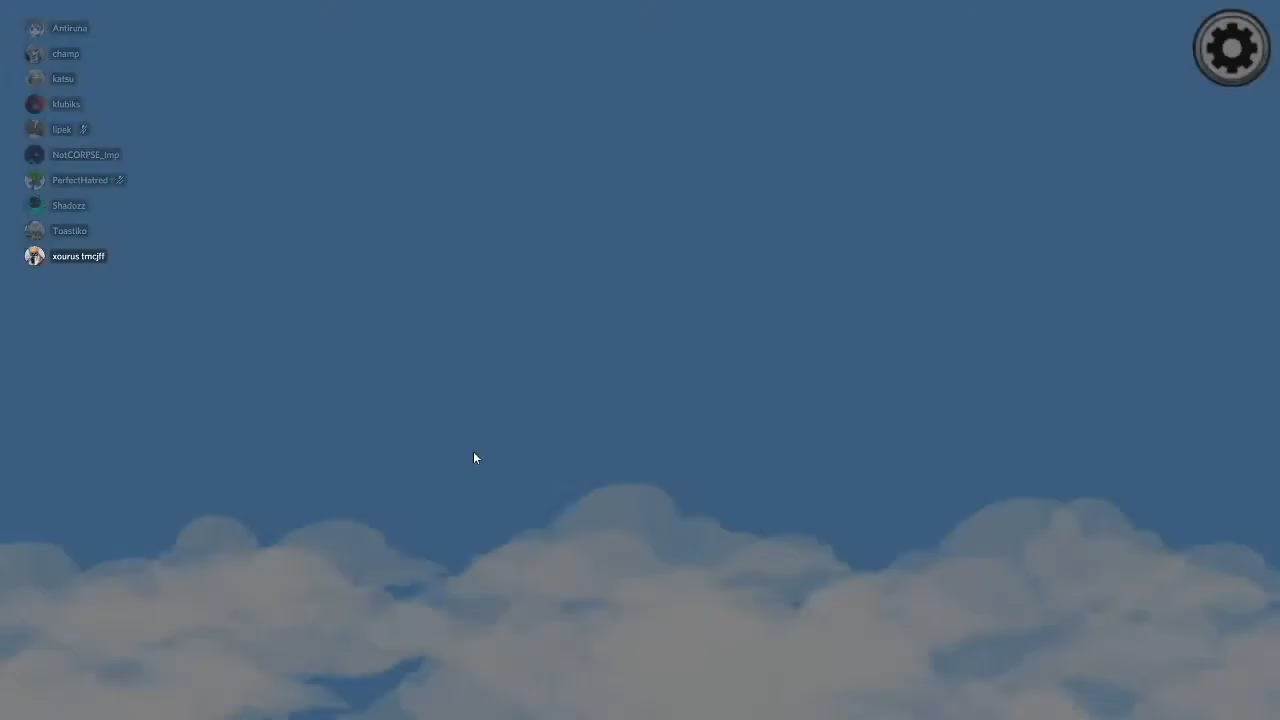 Antiruna
champ
katsu
klubiks
lipek
NotCORPSE_Imp
PerfectHatred
Shadozz
Toastiko
xourus tmcjff